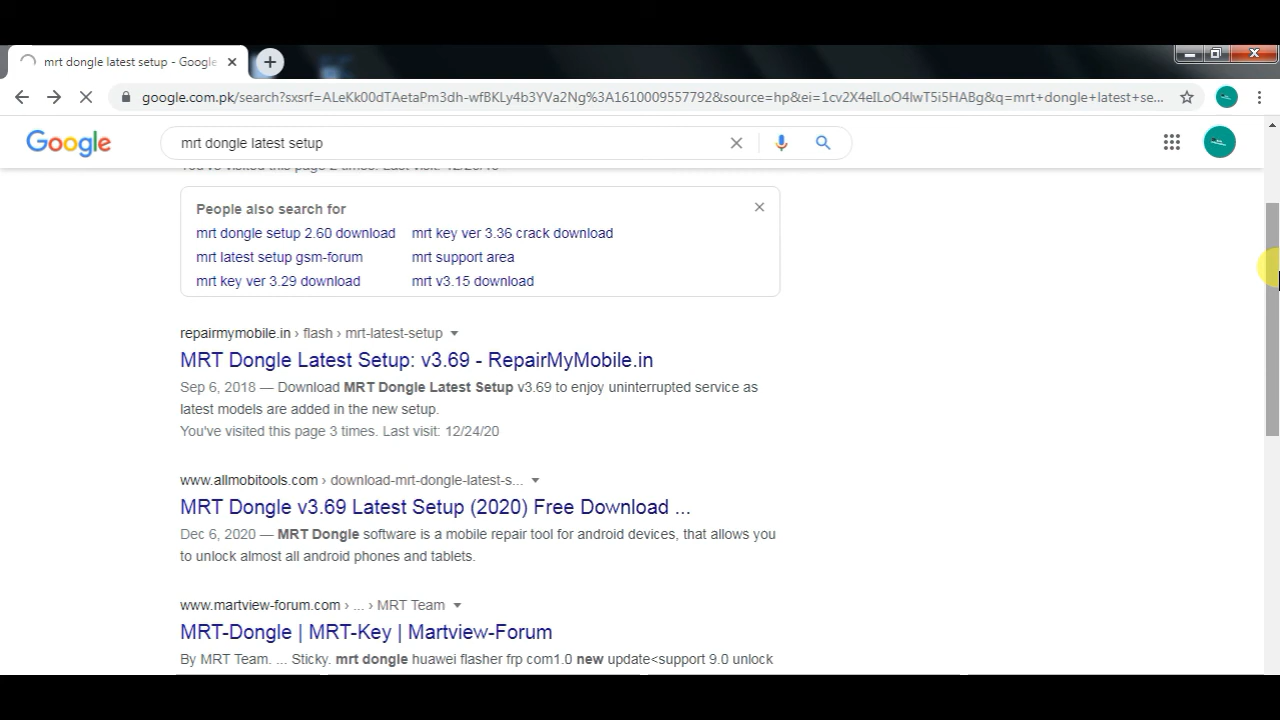 mrt dongle latest setup - Google
google.com.pk/search?sxsrf=ALeKk00dTAetaPm3dh-wfBKLy4b3YVa2Ng%3A1610009557792&source=hp&ei=1cv2X4eILoO4lwT5i5HABg&q=mrt+dongle+latest+se...
Google
mrt dongle latest setup
You've visited this page 2 times. Last visit:
People also search for
mrt dongle setup 2.60 download mrt key ver 3.36 crack download
mrt latest setup gsm-forum mrt support area
mrt key ver 3.29 download mrt v3.15 download
repairmymobile.in › flash › mrt-latest-setup
MRT Dongle Latest Setup: v3.69 - RepairMyMobile.in
Sep 6, 2018 — Download MRT Dongle Latest Setup v3.69 to enjoy uninterrupted service as
latest models are added in the new setup.
You've visited this page 3 times. Last visit: 12/24/20
www.allmobitools.com › download-mrt-dongle-latest-s...
MRT Dongle v3.69 Latest Setup (2020) Free Download ...
Dec 6, 2020 — MRT Dongle software is a mobile repair tool for android devices, that allows you
to unlock almost all android phones and tablets.
www.martview-forum.com › ... › MRT Team
MRT-Dongle | MRT-Key | Martview-Forum
By MRT Team. ... Sticky. mrt dongle huawei flasher frp com1.0 new update<support 9.0 unlock